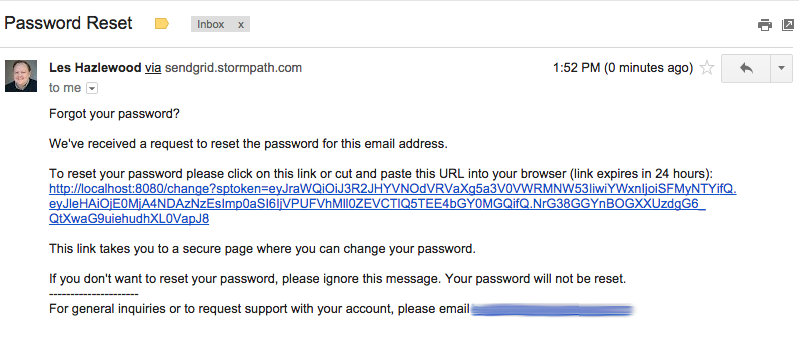 Password Reset
Inbox x
Les Hazlewood via sendgrid.stormpath.com
1:52 PM (0 minutes ago)
to me
Forgot your password?
We've received a request to reset the password for this email address.
To reset your password please click on this link or cut and paste this URL into your browser (link expires in 24 hours):
http://localhost:8080/change?sptoken=eyJraWQiOiJ3R2JHYVNOdVRVaXg5a3V0VWRMNW53IiwiYWxnIjoiSFMyNTYifQ.
eyJleHAiOjE0MjA4NDAzNzEsImp0aSI6IjVPUFVhMll0ZEVCTlQ5TEE4bGY0MGQifQ.NrG38GGYnBOGXXUzdgG6_
QtXwaG9uiehudhXL0VapJ8
This link takes you to a secure page where you can change your password.
If you don't want to reset your password, please ignore this message. Your password will not be reset.
---------------------
For general inquiries or to request support with your account, please email